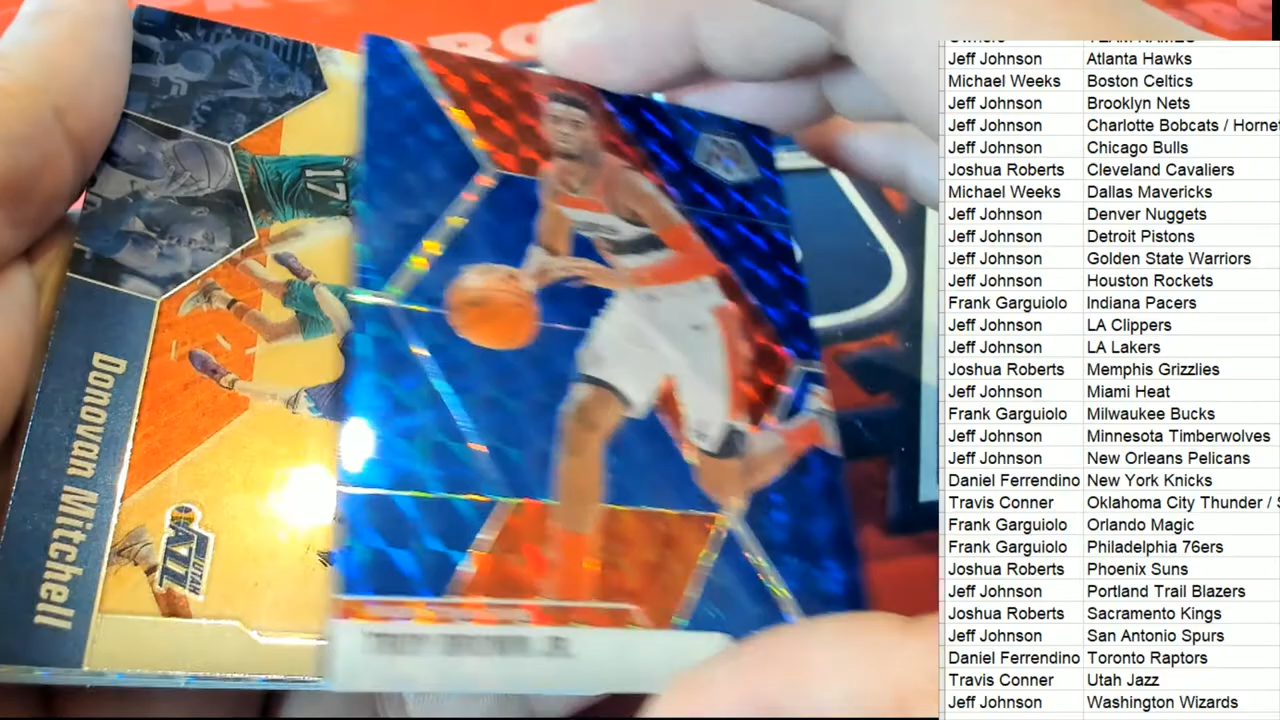 Jeff Johnson Atlanta Hawks
Michael Weeks Boston Celtics
Jeff Johnson Brooklyn Nets
Jeff Johnson Charlotte Bobcats / Hornet
Jeff Johnson Chicago Bulls
Joshua Roberts Cleveland Cavaliers
Michael Weeks Dallas Mavericks
Jeff Johnson Denver Nuggets
Jeff Johnson Detroit Pistons
Jeff Johnson Golden State Warriors
Jeff Johnson Houston Rockets
Frank Garguiolo Indiana Pacers
Jeff Johnson LA Clippers
Jeff Johnson LA Lakers
Joshua Roberts Memphis Grizzlies
Jeff Johnson Miami Heat
Frank Garguiolo Milwaukee Bucks
Jeff Johnson Minnesota Timberwolves
Jeff Johnson New Orleans Pelicans
Daniel Ferrendino New York Knicks
Travis Conner Oklahoma City Thunder /
Frank Garguiolo Orlando Magic
Frank Garguiolo Philadelphia 76ers
Joshua Roberts Phoenix Suns
Jeff Johnson Portland Trail Blazers
Joshua Roberts Sacramento Kings
Jeff Johnson San Antonio Spurs
Daniel Ferrendino Toronto Raptors
Travis Conner Utah Jazz
Jeff Johnson Washington Wizards
17
Donovan Mitchell
UTAH
JAZZ